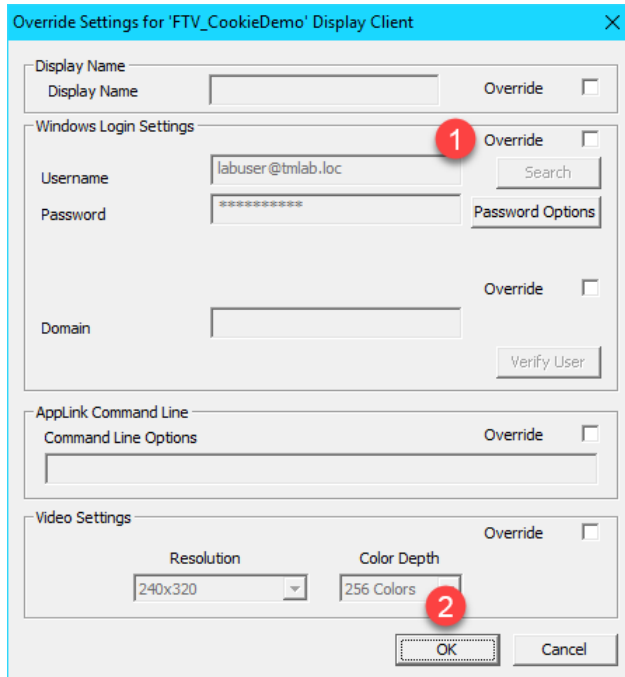 Override Settings for 'FTV_CookieDemo' Display Client
Display Name
Display Name
Override
Windows Login Settings
1
Override
Username
labuser@tmlab.loc
Search
Password
**********
Password Options
Override
Domain
Verify User
AppLink Command Line
Command Line Options
Override
Video Settings
Override
Resolution
Color Depth
240x320
256 Colors
2
OK
Cancel